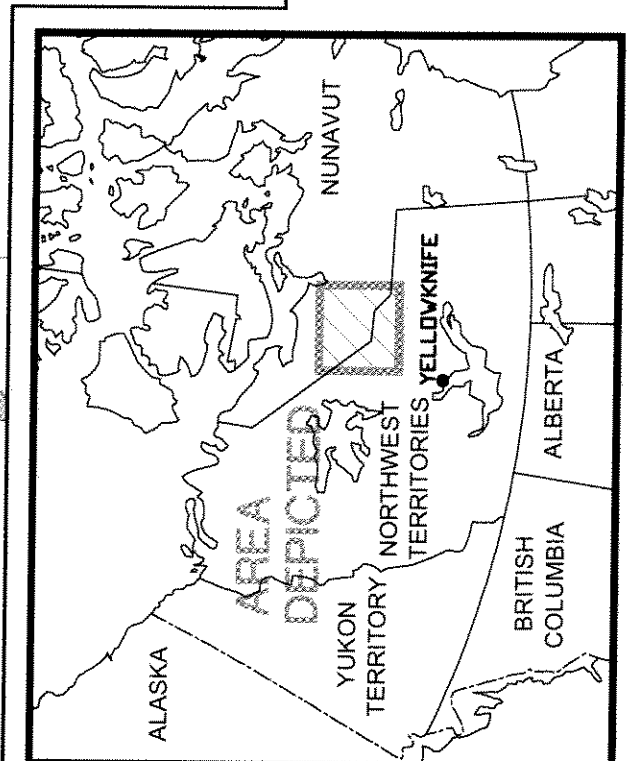 ALASKA
YUKON
TERRITORY
AREA
DEPICTED
NORTHWEST
TERRITORIES
YELLOWKNIFE
NUNAVUT
BRITISH
COLUMBIA
ALBERTA